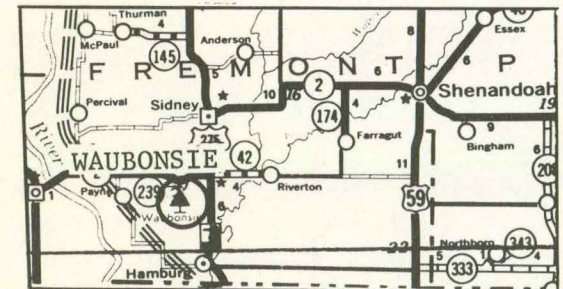 Thurman
4
McPaul
145
Anderson
8
Essex
6
FREMONT P
5
2
6
10
Shenandoah
19
Percival
Sidney
174
4
Farragut
9
Bingham
6
River
275
WAUBONSIE
42
11
1
Payne
239
4
Riverton
59
6
Waubonsie
Northboro
343
5
1
4
333
Hamburg